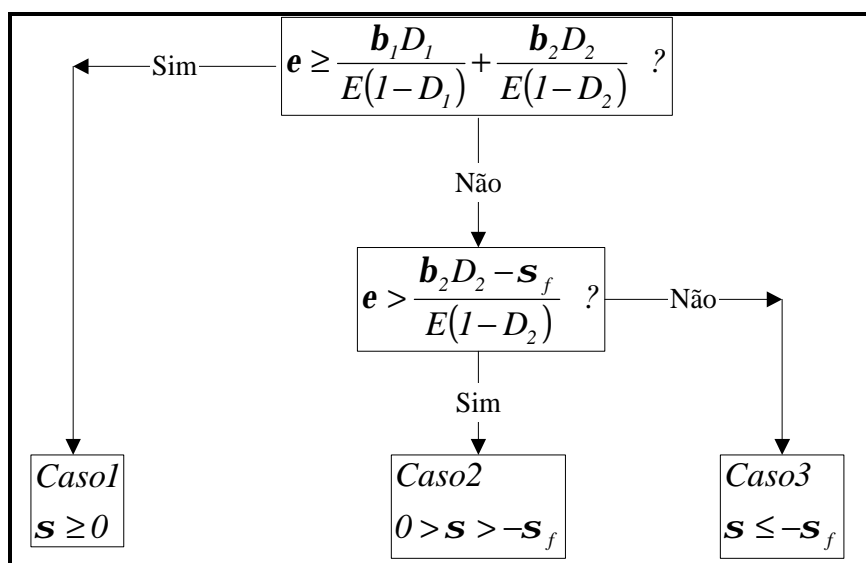 Sim
e ≥ b₁D₁/E(1−D₁) + b₂D₂/E(1−D₂) ?
Não
e > b₂D₂ − s_f/E(1−D₂) ?
Não
Sim
Caso1
s ≥ 0
Caso2
0 > s > −s_f
Caso3
s ≤ −s_f